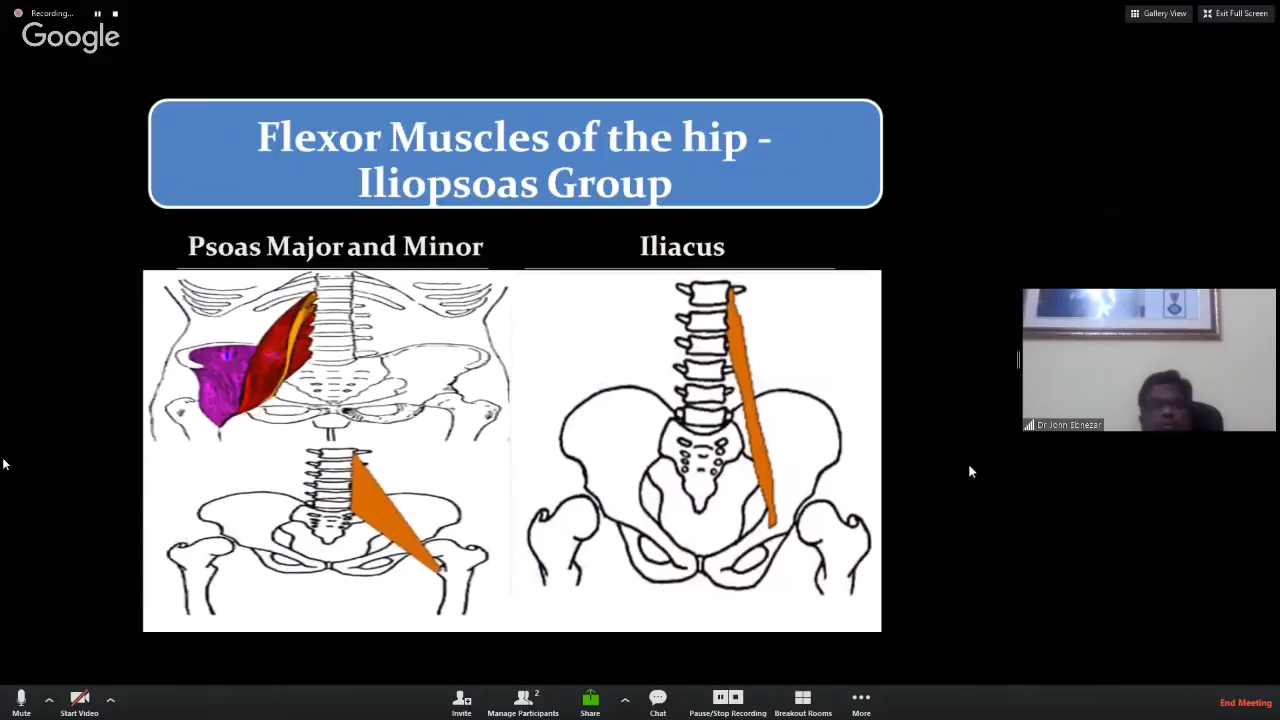 Recording...
Gallery View
Exit Full Screen
Google
Flexor Muscles of the hip -
Iliopsoas Group
Psoas Major and Minor
Iliacus
Dr John Ebnezar
2
Mute
Start Video
Invite
Manage Participants
Share
Chat
Pause/Stop Recording
Breakout Rooms
More
End Meeting